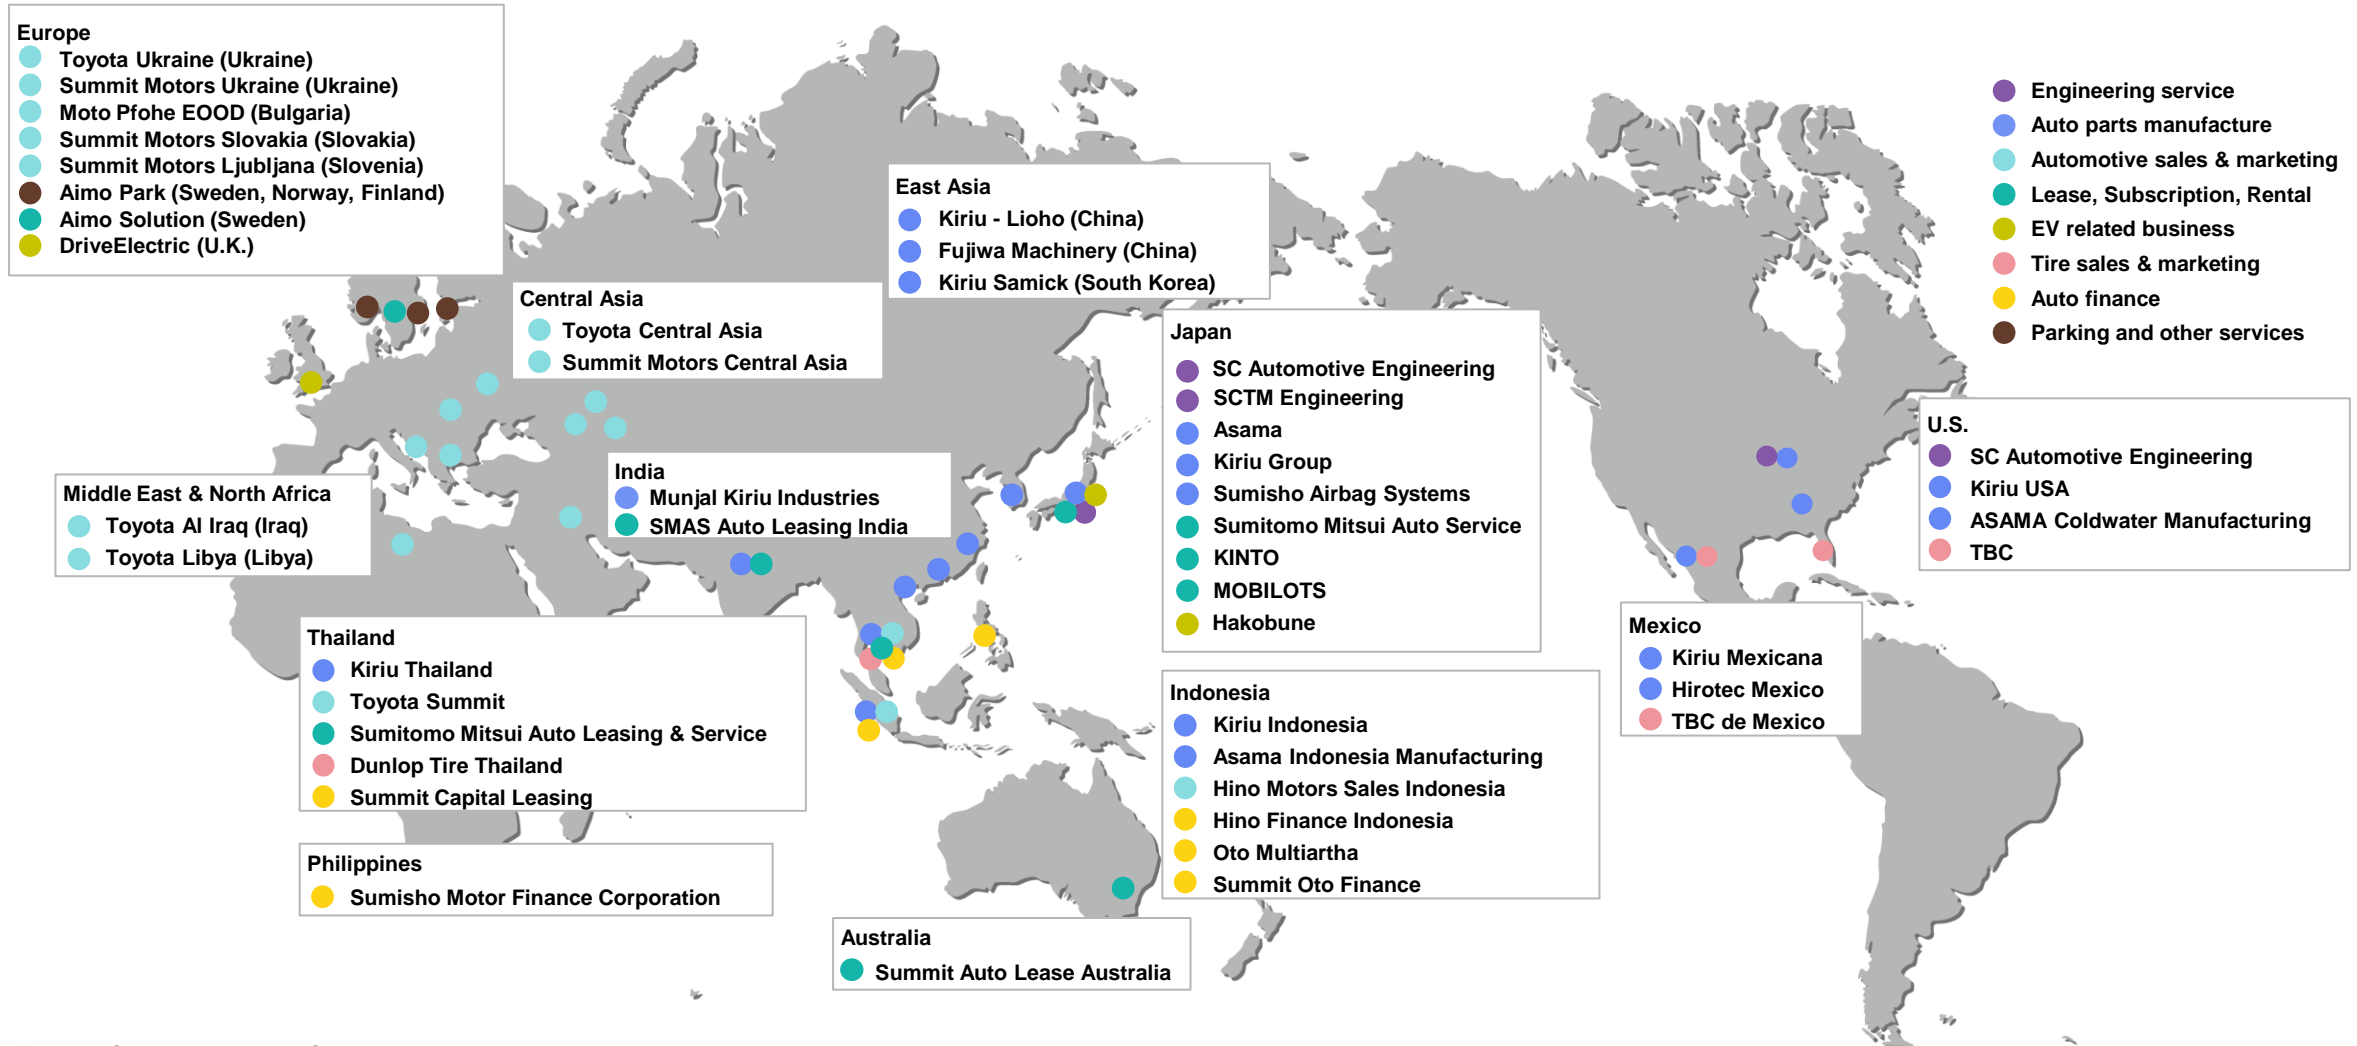 Europe
Toyota Ukraine (Ukraine)
Summit Motors Ukraine (Ukraine)
Moto Pfohe EOOD (Bulgaria)
Summit Motors Slovakia (Slovakia)
Summit Motors Ljubljana (Slovenia)
Aimo Park (Sweden, Norway, Finland)
Aimo Solution (Sweden)
DriveElectric (U.K.)
Engineering service
Auto parts manufacture
Automotive sales & marketing
Lease, Subscription, Rental
EV related business
Tire sales & marketing
Auto finance
Parking and other services
East Asia
Kiriu - Lioho (China)
Fujiwa Machinery (China)
Kiriu Samick (South Korea)
Central Asia
Toyota Central Asia
Summit Motors Central Asia
Japan
SC Automotive Engineering
SCTM Engineering
Asama
Kiriu Group
Sumisho Airbag Systems
Sumitomo Mitsui Auto Service
KINTO
MOBILOTS
Hakobune
U.S.
SC Automotive Engineering
Kiriu USA
ASAMA Coldwater Manufacturing
TBC
India
Munjal Kiriu Industries
SMAS Auto Leasing India
Middle East & North Africa
Toyota Al Iraq (Iraq)
Toyota Libya (Libya)
Thailand
Kiriu Thailand
Toyota Summit
Sumitomo Mitsui Auto Leasing & Service
Dunlop Tire Thailand
Summit Capital Leasing
Mexico
Kiriu Mexicana
Hirotec Mexico
TBC de Mexico
Indonesia
Kiriu Indonesia
Asama Indonesia Manufacturing
Hino Motors Sales Indonesia
Hino Finance Indonesia
Oto Multiartha
Summit Oto Finance
Philippines
Sumisho Motor Finance Corporation
Australia
Summit Auto Lease Australia